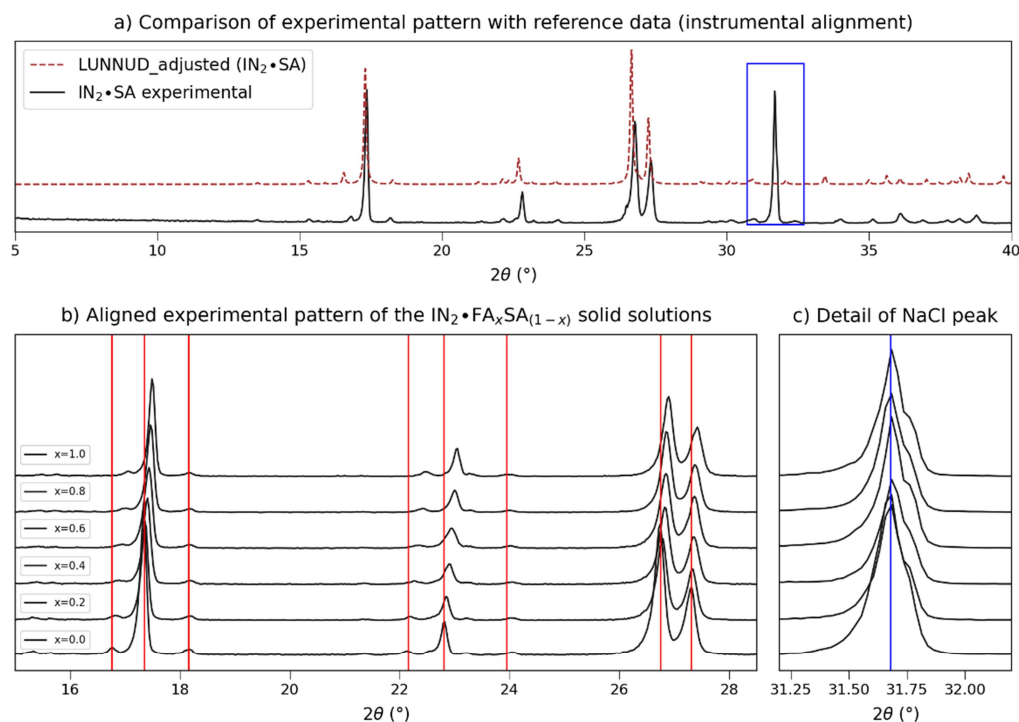 a) Comparison of experimental pattern with reference data (instrumental alignment)
LUNNUD_adjusted (IN₂•SA)
IN₂•SA experimental
5 10 15 20 25 30 35 40
2θ (°)
b) Aligned experimental pattern of the IN₂•FAₓSA₍₁₋ₓ₎ solid solutions
c) Detail of NaCl peak
x=1.0
x=0.8
x=0.6
x=0.4
x=0.2
x=0.0
16 18 20 22 24 26 28
31.25 31.50 31.75 32.00
2θ (°)
2θ (°)